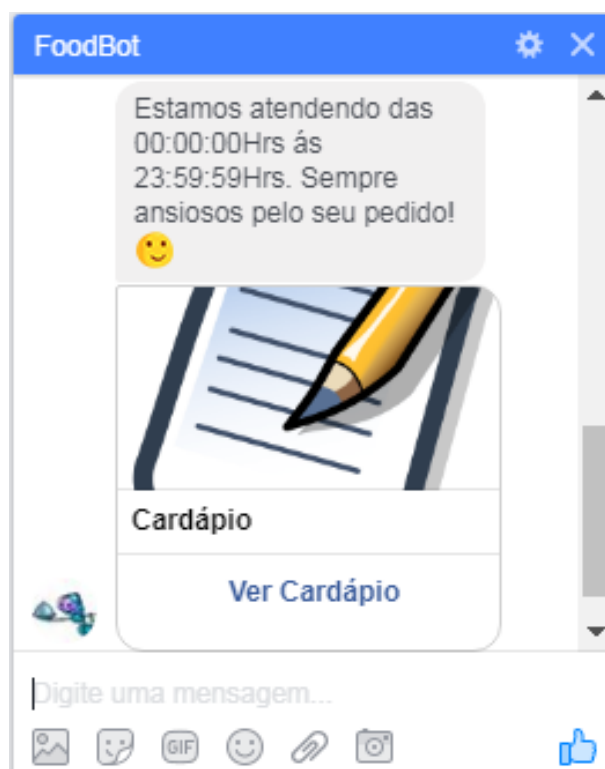 FoodBot
Estamos atendendo das
00:00:00Hrs ás
23:59:59Hrs. Sempre
ansiosos pelo seu pedido!
🙂
Cardápio
Ver Cardápio
Digite uma mensagem...
GIF